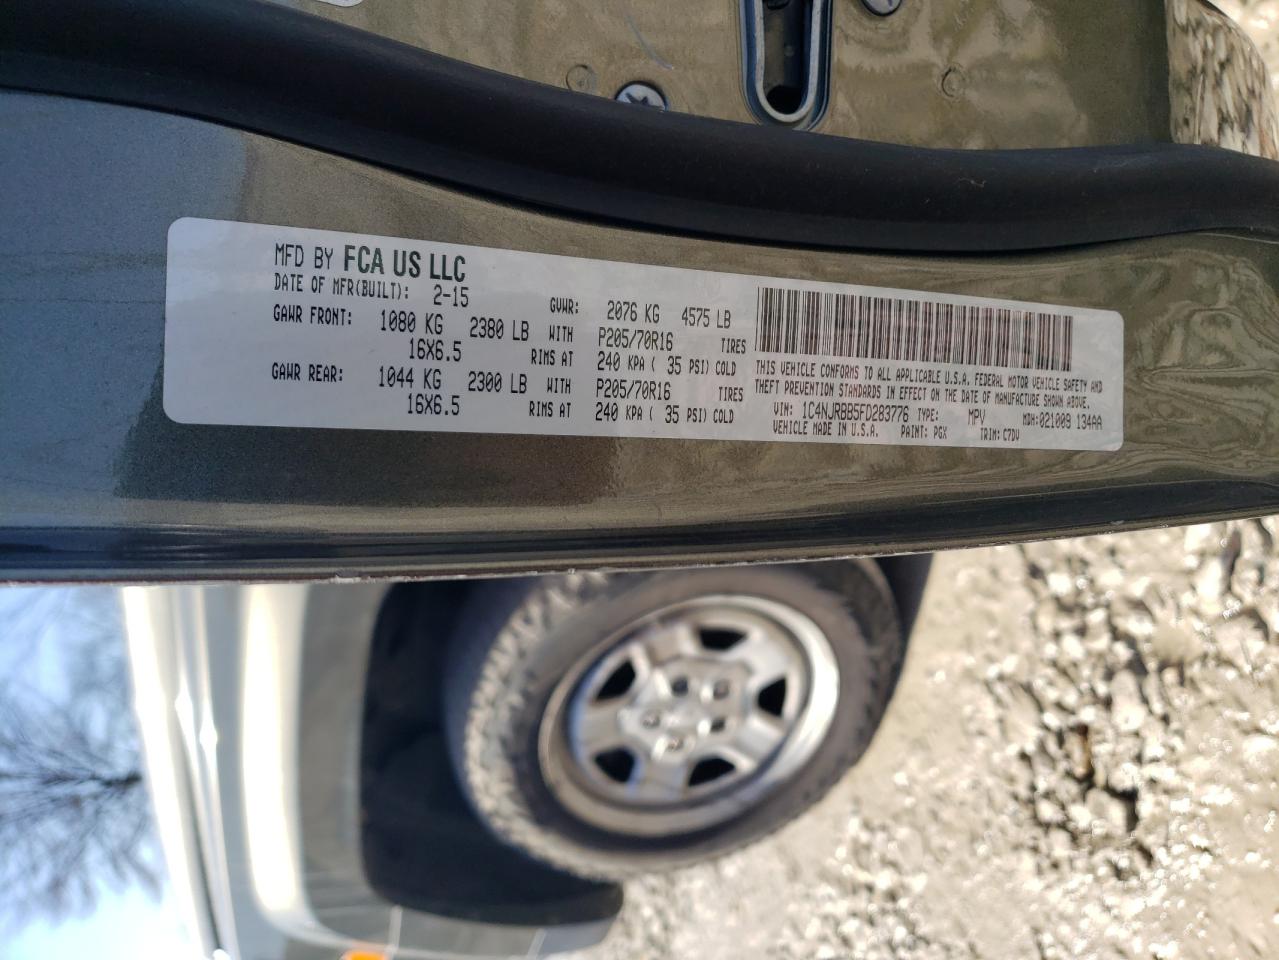 MFD BY FCA US LLC
DATE OF MFR(BUILT): 2-15 GVWR: 2076 KG 4575 LB
GAWR FRONT: 1080 KG 2380 LB WITH P205/70R16 TIRES
16X6.5 RIMS AT 240 KPA ( 35 PSI) COLD
GAWR REAR: 1044 KG 2300 LB WITH P205/70R16 TIRES
16X6.5 RIMS AT 240 KPA ( 35 PSI) COLD
THIS VEHICLE CONFORMS TO ALL APPLICABLE U.S.A. FEDERAL MOTOR VEHICLE SAFETY AND
THEFT PREVENTION STANDARDS IN EFFECT ON THE DATE OF MANUFACTURE SHOWN ABOVE.
VIN: 1C4NJRBB5FD283776 TYPE: MPV MDH:021009 134AA
VEHICLE MADE IN U.S.A. PAINT: PGX TRIM: C7DV